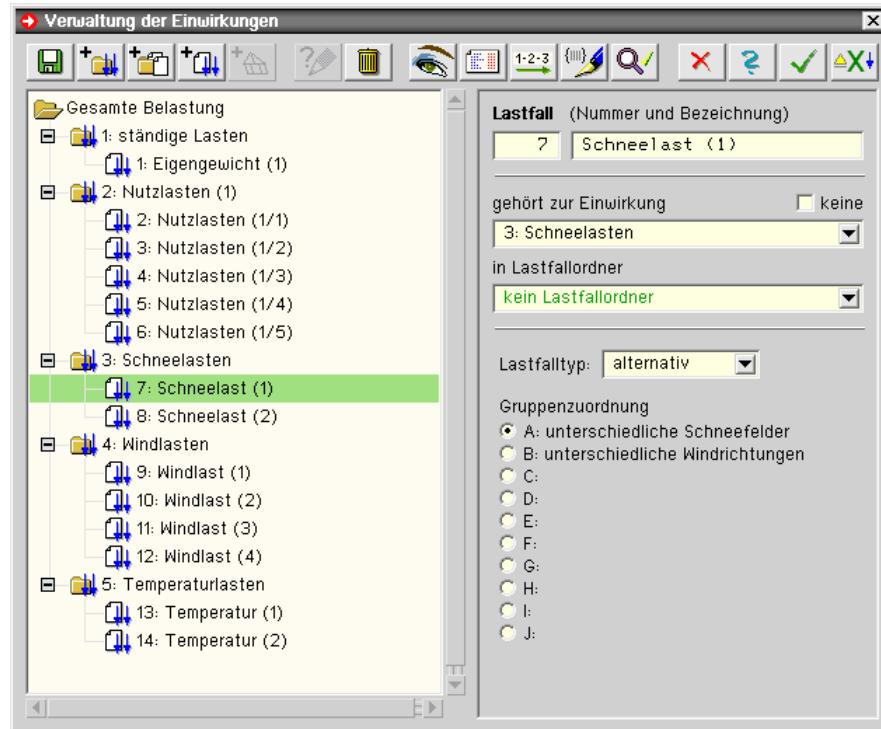 Verwaltung der Einwirkungen
1-2-3
Gesamte Belastung
1: ständige Lasten
1: Eigengewicht (1)
2: Nutzlasten (1)
2: Nutzlasten (1/1)
3: Nutzlasten (1/2)
4: Nutzlasten (1/3)
5: Nutzlasten (1/4)
6: Nutzlasten (1/5)
3: Schneelasten
7: Schneelast (1)
8: Schneelast (2)
4: Windlasten
9: Windlast (1)
10: Windlast (2)
11: Windlast (3)
12: Windlast (4)
5: Temperaturlasten
13: Temperatur (1)
14: Temperatur (2)
Lastfall (Nummer und Bezeichnung)
7 Schneelast (1)
gehört zur Einwirkung keine
3: Schneelasten
in Lastfallordner
kein Lastfallordner
Lastfalltyp: alternativ
Gruppenzuordnung
A: unterschiedliche Schneefelder
B: unterschiedliche Windrichtungen
C:
D:
E:
F:
G:
H:
I:
J: